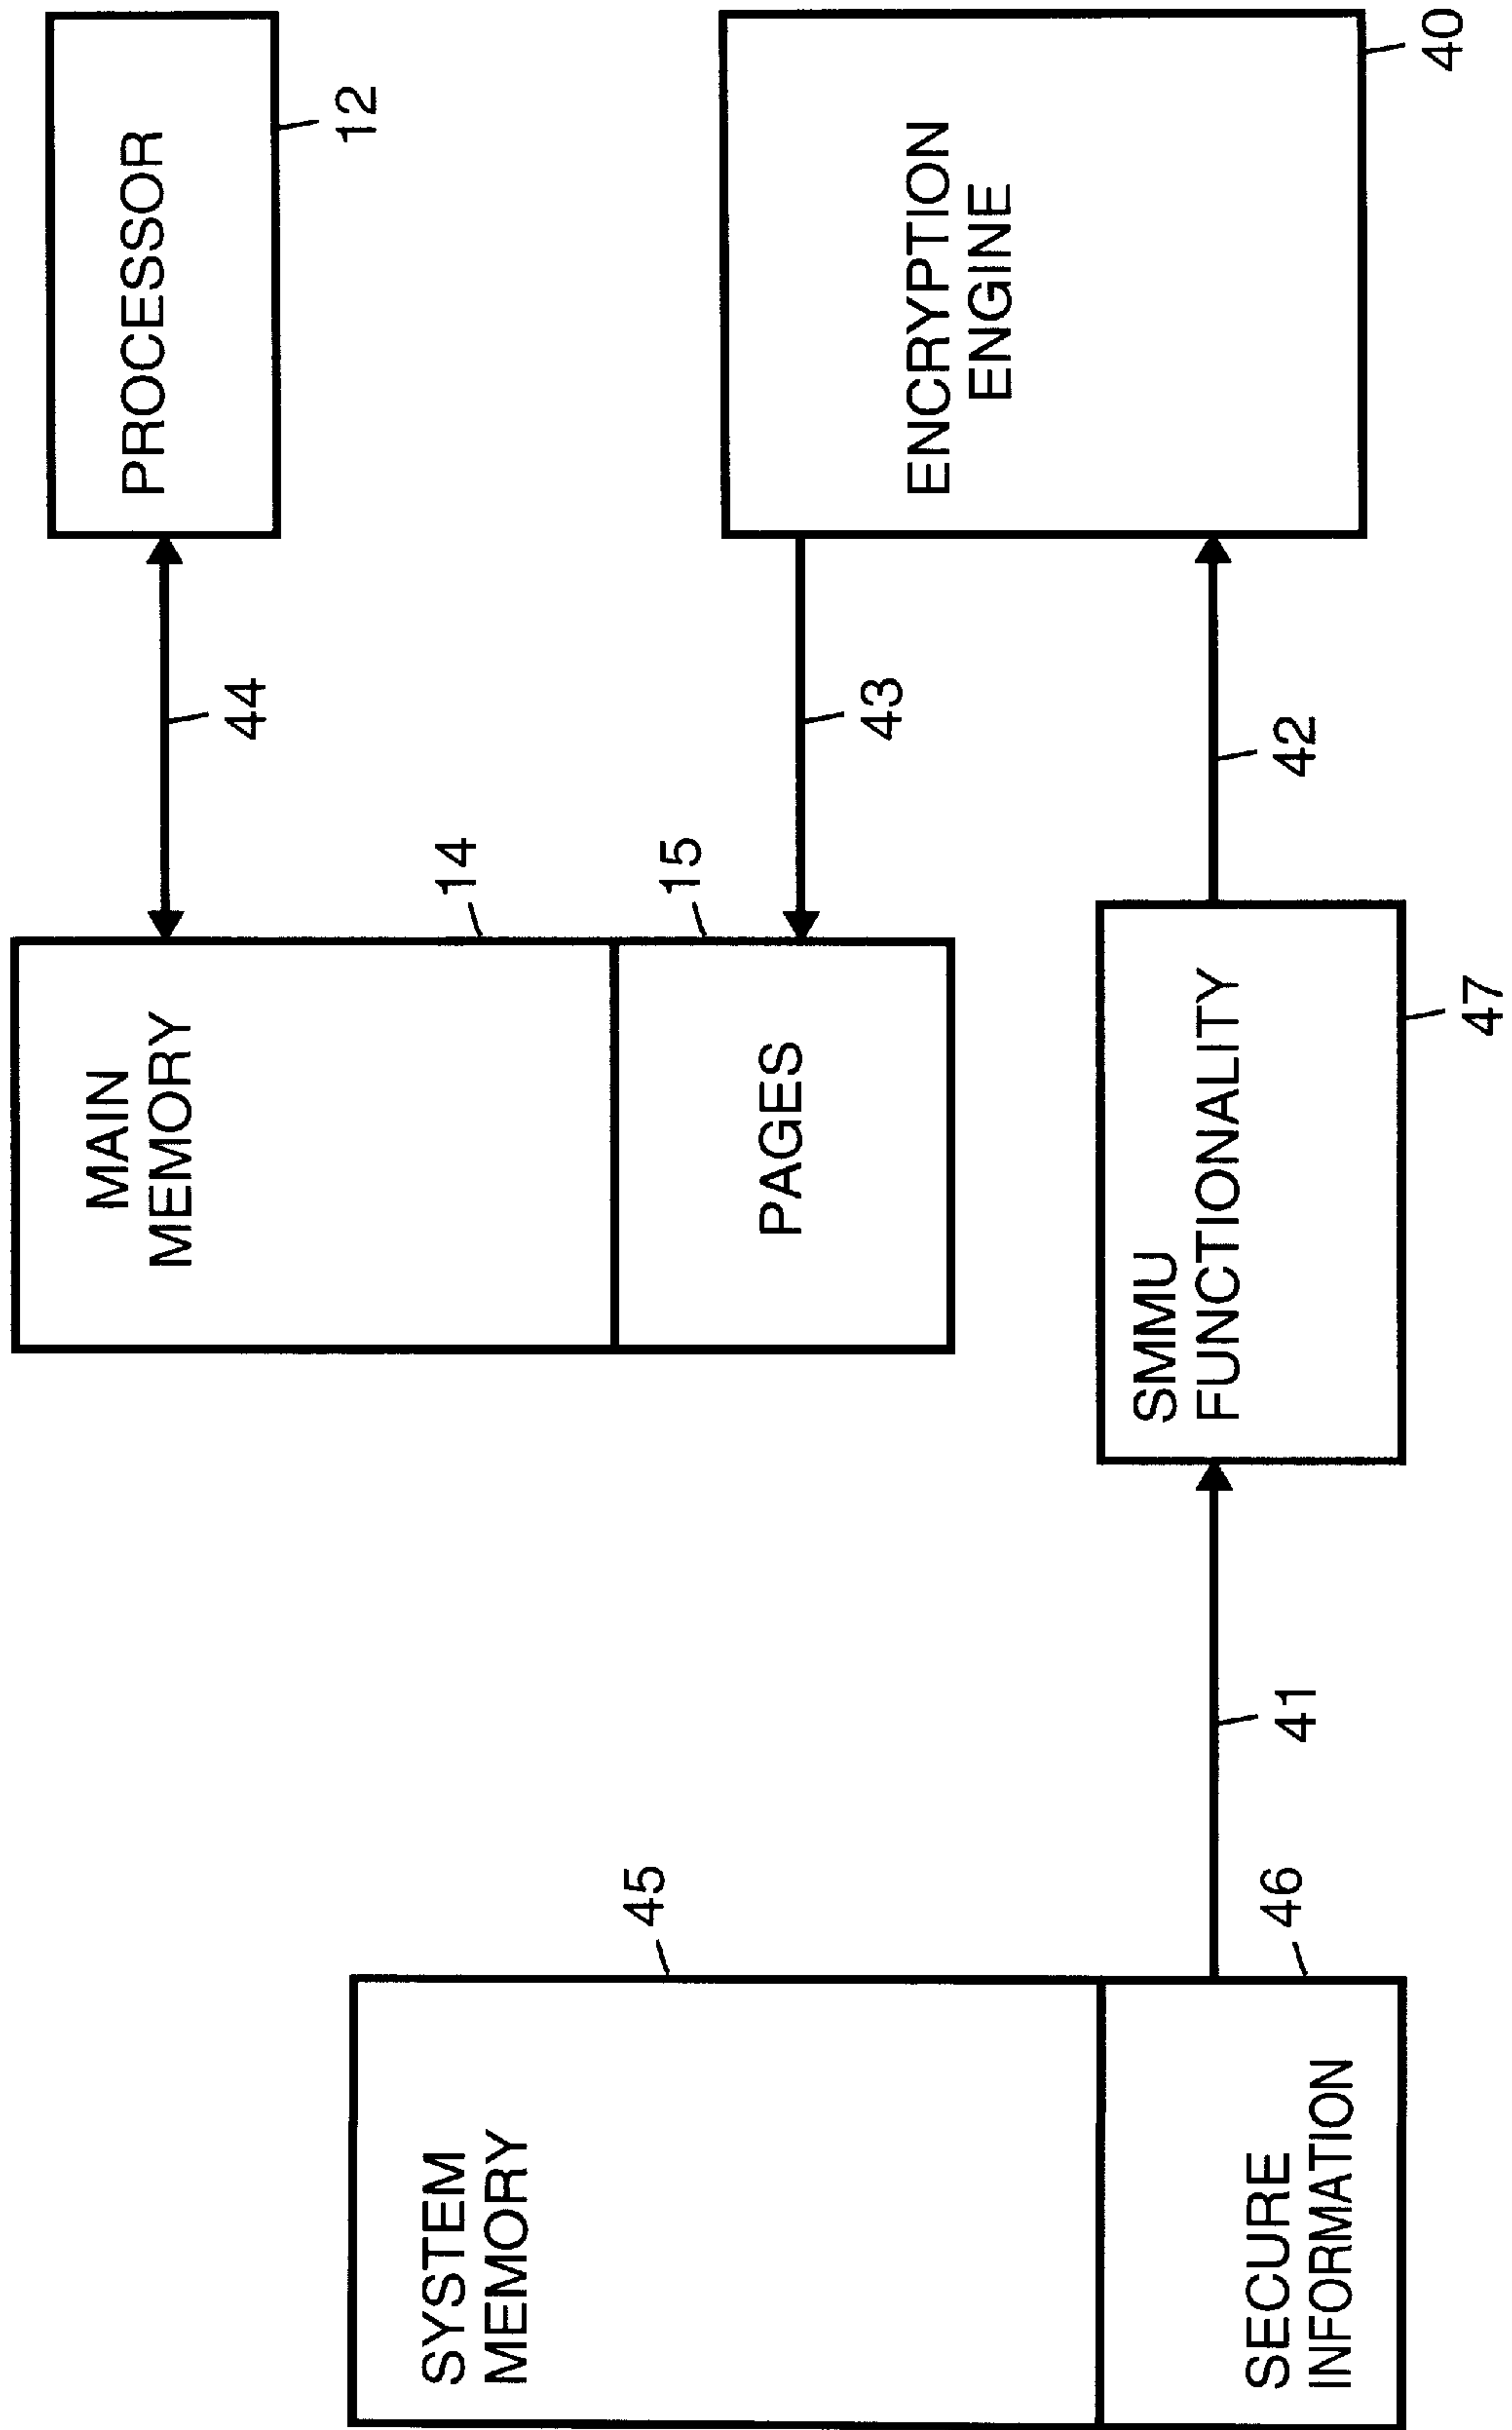 PROCESSOR
12
44
MAIN
MEMORY
14
15
PAGES
43
ENCRYPTION
ENGINE
40
42
SMMU
FUNCTIONALITY
47
41
SYSTEM
MEMORY
45
46
SECURE
INFORMATION